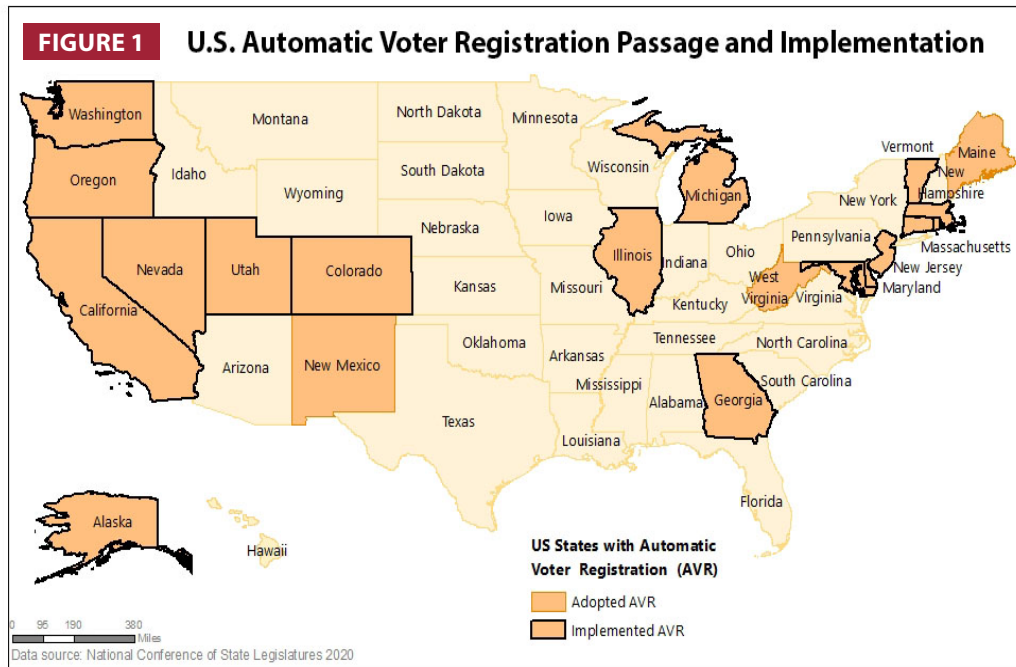 FIGURE 1 U.S. Automatic Voter Registration Passage and Implementation
Washington
Montana
North Dakota
Minnesota
Vermont
Maine
Oregon
Idaho
South Dakota
Wisconsin
New
Hampshire
Wyoming
Michigan
New York
Nebraska
Iowa
Pennsylvania
Massachusetts
Nevada
Utah
Colorado
Illinois
Indiana
Ohio
New Jersey
California
Kansas
Missouri
West
Virginia
Virginia
Maryland
Kentucky
Arizona
New Mexico
Oklahoma
Arkansas
Tennessee
North Carolina
Mississippi
Alabama
Georgia
South Carolina
Texas
Louisiana
Florida
Alaska
Hawaii
US States with Automatic
Voter Registration (AVR)
Adopted AVR
Implemented AVR
0 95 190 380
Miles
Data source: National Conference of State Legislatures 2020